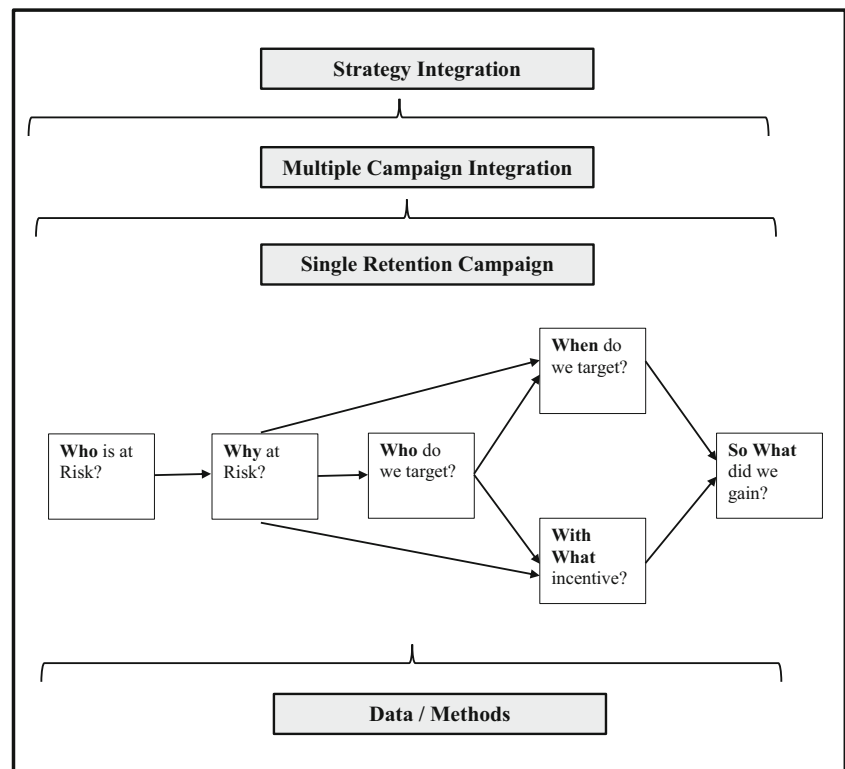 Strategy Integration
Multiple Campaign Integration
Single Retention Campaign
When do
we target?
Who is at
Risk?
Why at
Risk?
Who do
we target?
So What
did we
gain?
With
What
incentive?
Data / Methods